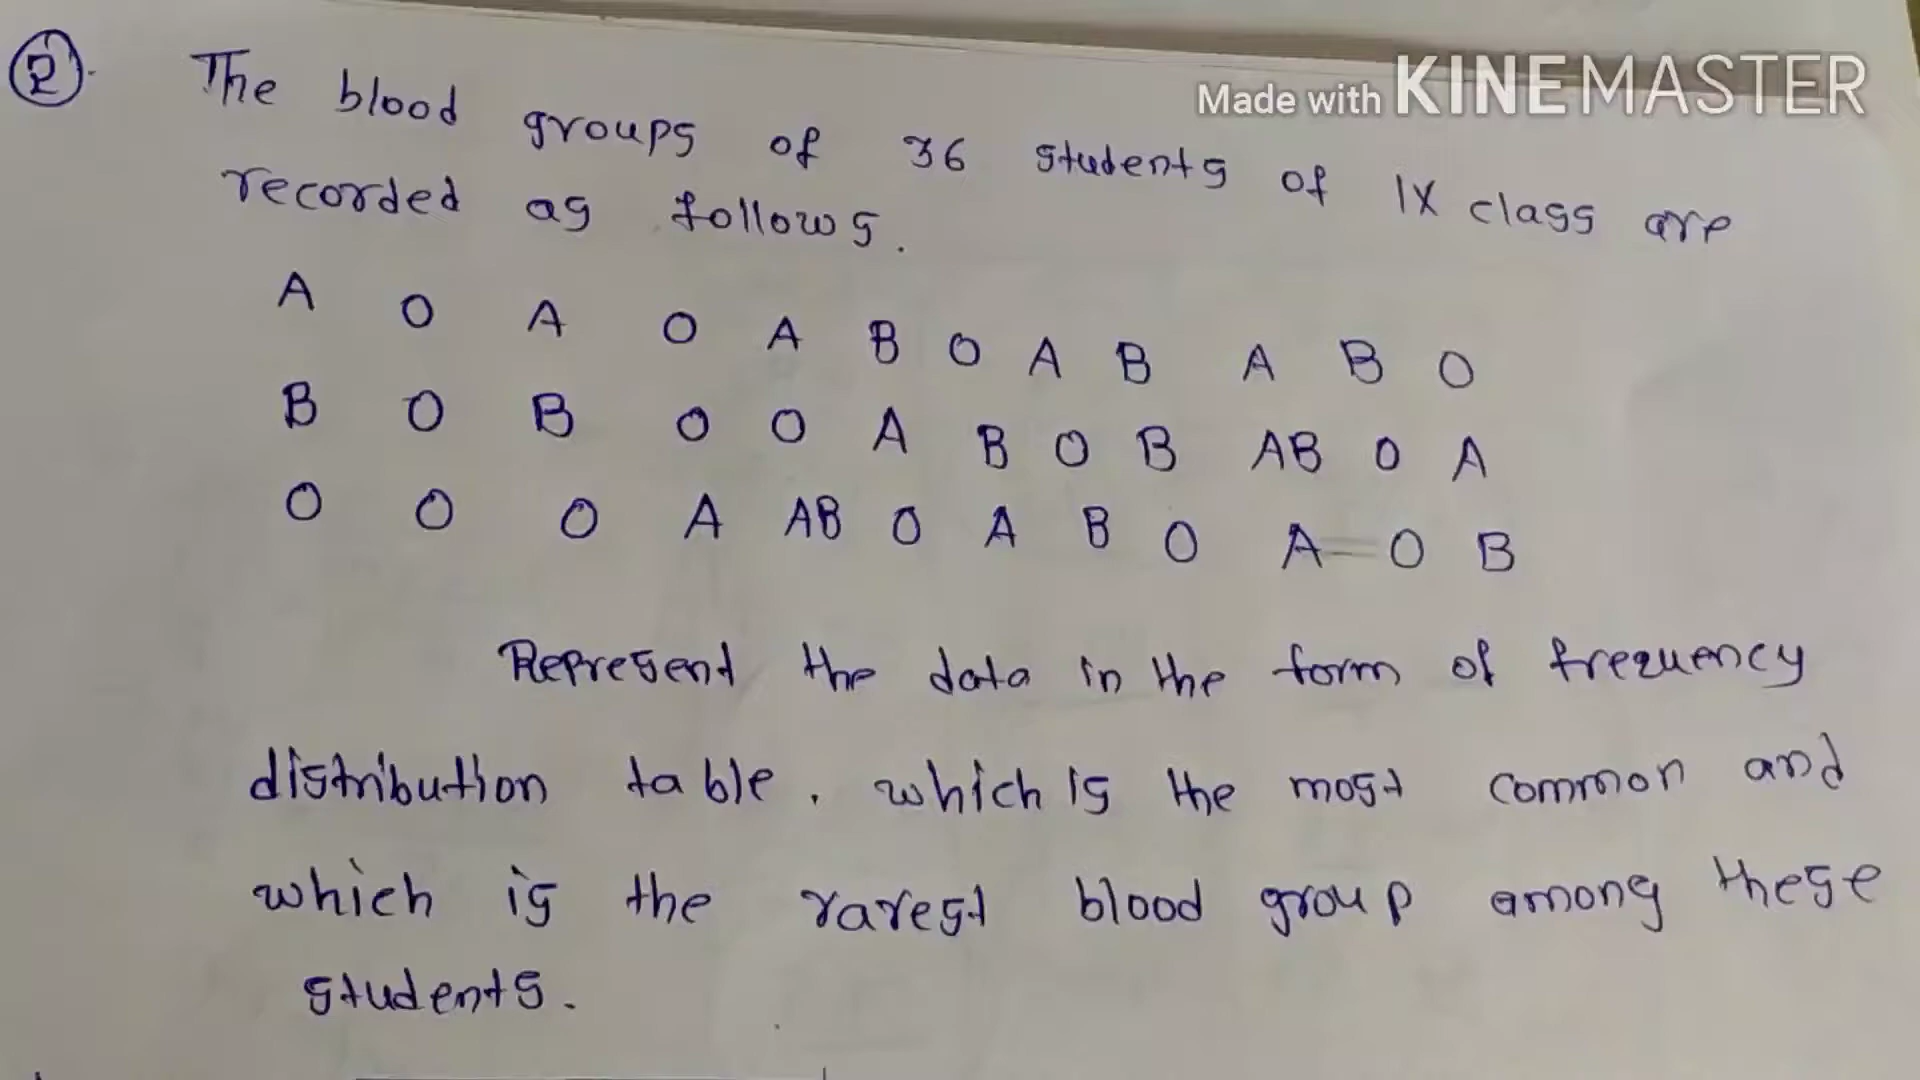 Made with KINEMASTER
2. The blood groups of 36 students of IX class are
recorded as follows.
A O A O A B O A B A B O
B O B O O A B O B AB O A
O O O A AB O A B O A O B
Represent the data in the form of frequency
distribution table. which is the most common and
which is the rarest blood group among these
students.